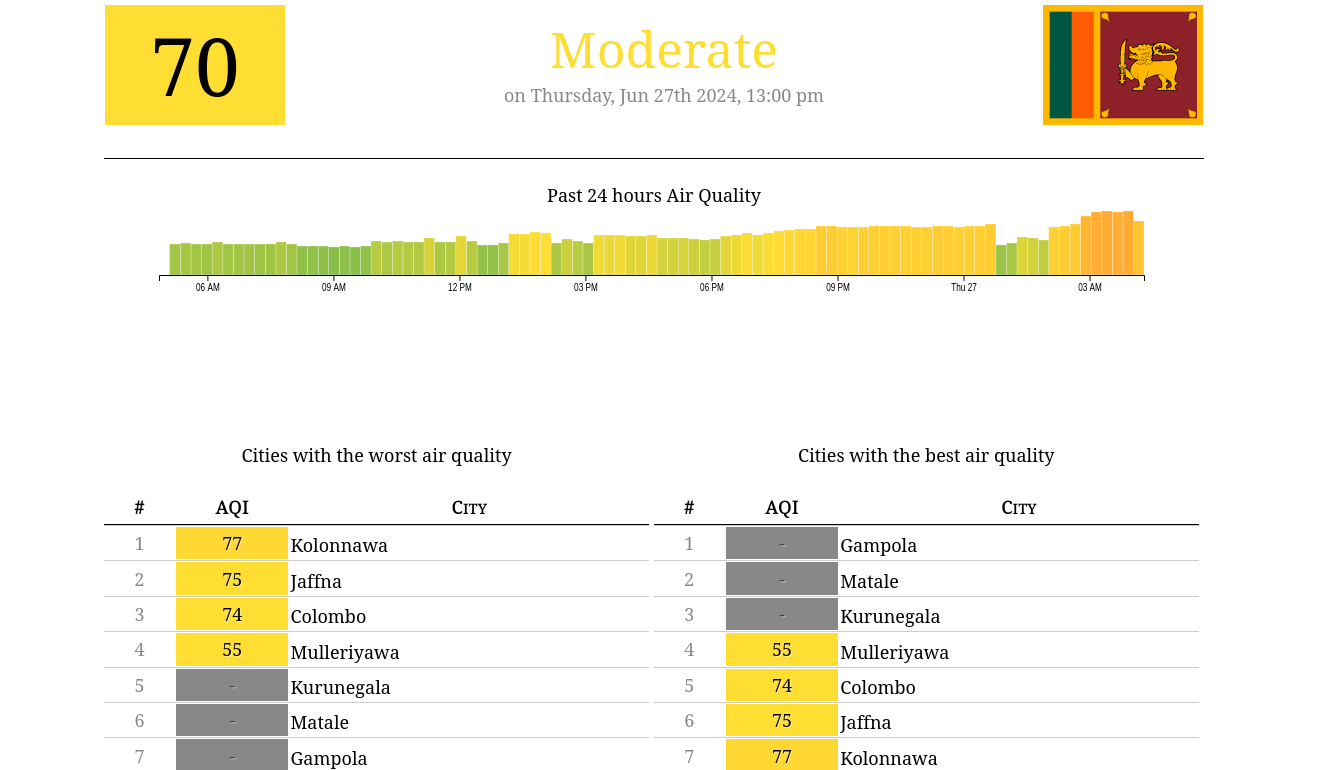 70
Moderate
on Thursday, Jun 27th 2024, 13:00 pm
Past 24 hours Air Quality
06 AM 09 AM 12 PM 03 PM 06 PM 09 PM Thu 27 03 AM
Cities with the worst air quality
# AQI City
1 77 Kolonnawa
2 75 Jaffna
3 74 Colombo
4 55 Mulleriyawa
5 - Kurunegala
6 - Matale
7 - Gampola
Cities with the best air quality
# AQI City
1 - Gampola
2 - Matale
3 - Kurunegala
4 55 Mulleriyawa
5 74 Colombo
6 75 Jaffna
7 77 Kolonnawa